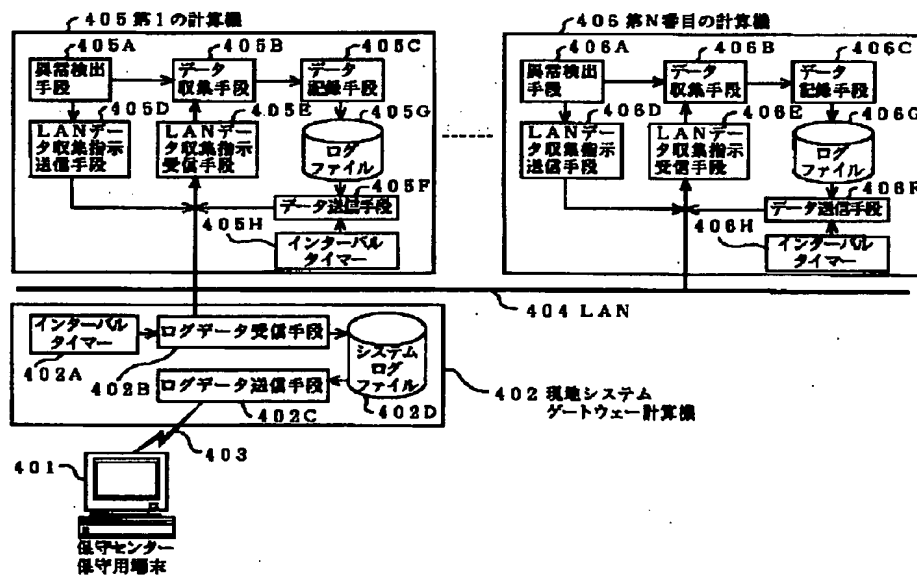 405 第1の計算機
405A
405B
405C
異常検出
手段
データ
収集手段
データ
記録手段
405D
405E
405G
LANデー
タ収集指示
送信手段
LANデー
タ収集指示
受信手段
ログ
ファイル
405F
データ送信手段
405H
インターバル
タイマー
405 第N番目の計算機
406A
406B
406C
異常検出
手段
データ
収集手段
データ
記録手段
406D
406E
406G
LANデー
タ収集指示
送信手段
LANデー
タ収集指示
受信手段
ログ
ファイル
406F
データ送信手段
406H
インターバル
タイマー
404 LAN
インターバル
タイマー
402A
ログデータ受信手段
402B
ログデータ送信手段
402C
システム
ログ
ファイル
402D
402 現地システム
ゲートウェー計算機
403
401
保守センター
保守用端末